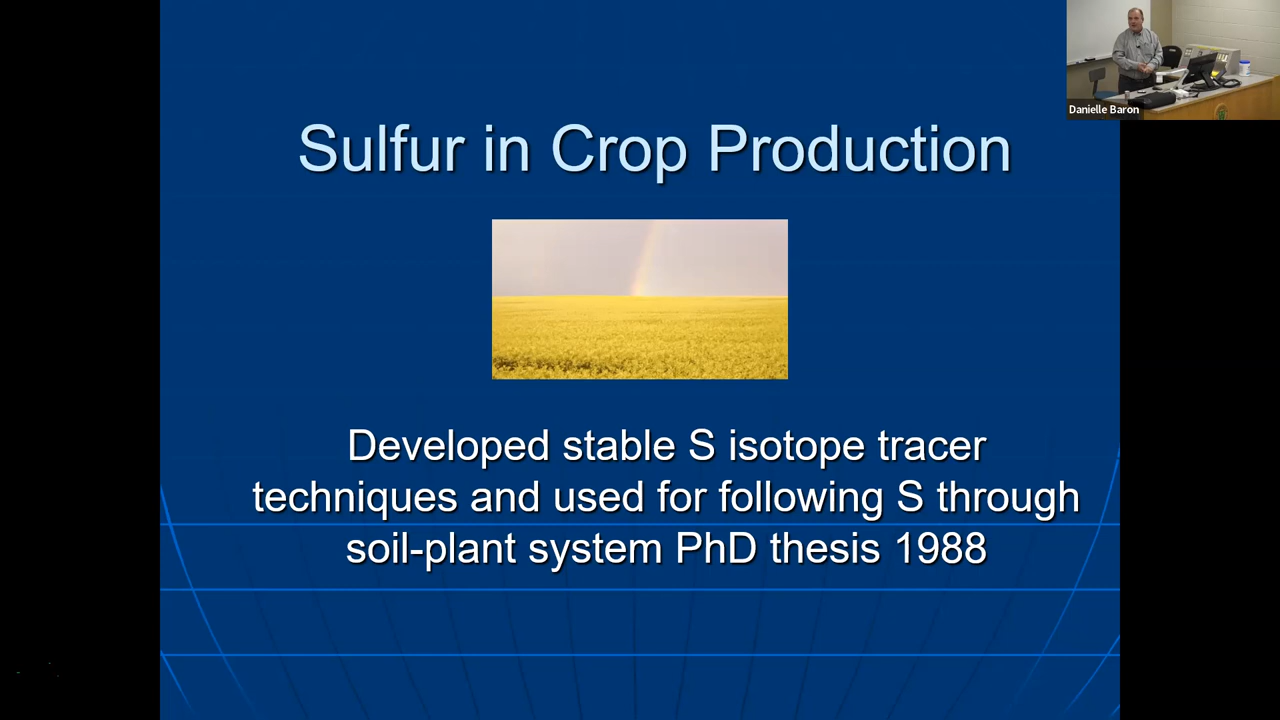 Danielle Baron
Sulfur in Crop Production
Developed stable S isotope tracer
techniques and used for following S through
soil-plant system PhD thesis 1988